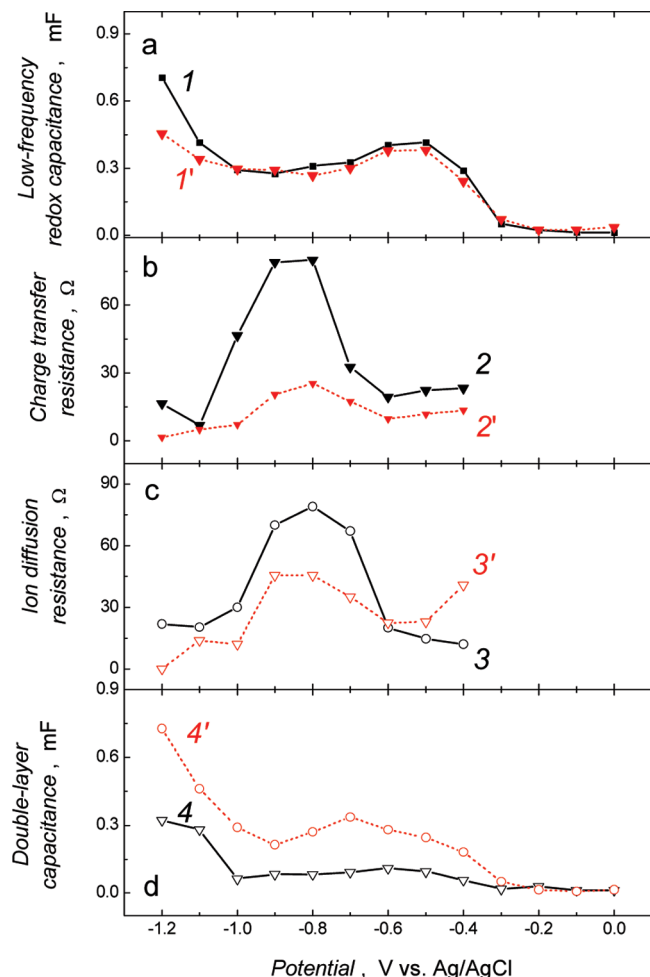 Low-frequency
redox capacitance , mF
0.9
0.6
0.3
0.0
a
1
1'
Charge transfer
resistance , Ω
60
30
0
b
2
2'
Ion diffusion
resistance , Ω
90
60
30
0
c
3'
3
Double-layer
capacitance , mF
0.9
0.6
0.3
0.0
4'
4
d
-1.2 -1.0 -0.8 -0.6 -0.4 -0.2 0.0
Potential , V vs. Ag/AgCl